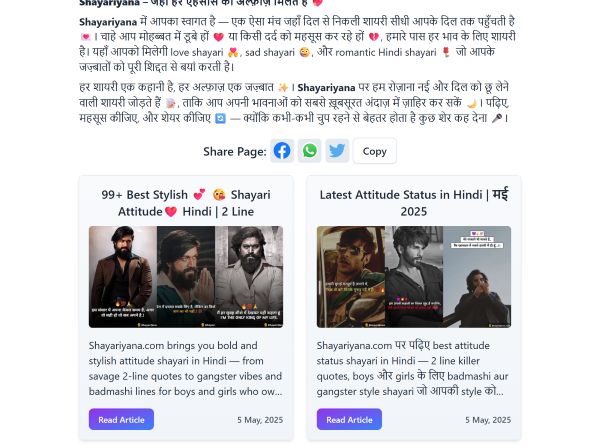 Shayariyana – जहाँ हर एहसास को अल्फ़ाज़ मिलते हैं 💖
Shayariyana में आपका स्वागत है — एक ऐसा मंच जहाँ दिल से निकली शायरी सीधी आपके दिल तक पहुँचती है
💌। चाहे आप मोहब्बत में डूबे हों ❤️ या किसी दर्द को महसूस कर रहे हों 💔, हमारे पास हर भाव के लिए शायरी
है। यहाँ आपको मिलेगी love shayari 💑, sad shayari 😢, और romantic Hindi shayari 🌹 जो आपके
जज़्बातों को पूरी शिद्दत से बयां करती है।
हर शायरी एक कहानी है, हर अल्फ़ाज़ एक जज़्बात ✨। Shayariyana पर हम रोज़ाना नई और दिल को छू लेने
वाली शायरी जोड़ते हैं 📝, ताकि आप अपनी भावनाओं को सबसे ख़ूबसूरत अंदाज़ में ज़ाहिर कर सकें 🌙। पढ़िए,
महसूस कीजिए, और शेयर कीजिए 🔄 — क्योंकि कभी-कभी चुप रहने से बेहतर होता है कुछ शेर कह देना 🎤।
Share Page: Copy
99+ Best Stylish 💕 😘 Shayari
Attitude❤️ Hindi | 2 Line
Shayariyana.com brings you bold and
stylish attitude shayari in Hindi — from
savage 2-line quotes to gangster vibes and
badmashi lines for boys and girls who ow...
Read Article 5 May, 2025
Latest Attitude Status in Hindi | मई
2025
Shayariyana.com पर पढ़िए best attitude
status shayari in Hindi — 2 line killer
quotes, boys और girls के लिए badmashi aur
gangster style shayari जो आपकी style को...
Read Article 5 May, 2025